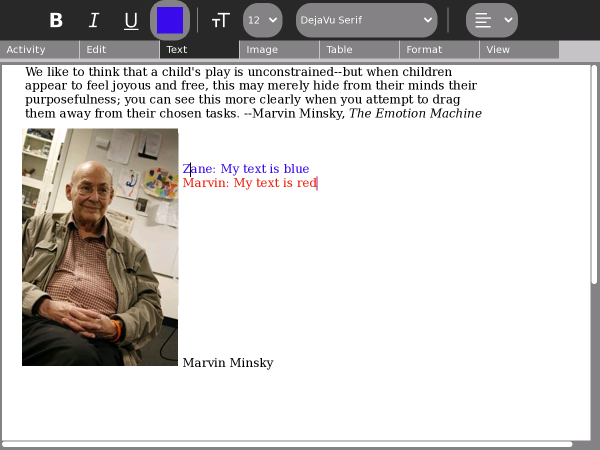 B I U TT 12 DejaVu Serif
Activity Edit Text Image Table Format View
We like to think that a child's play is unconstrained--but when children
appear to feel joyous and free, this may merely hide from their minds their
purposefulness; you can see this more clearly when you attempt to drag
them away from their chosen tasks. --Marvin Minsky, The Emotion Machine
Zane: My text is blue
Marvin: My text is red
Marvin Minsky